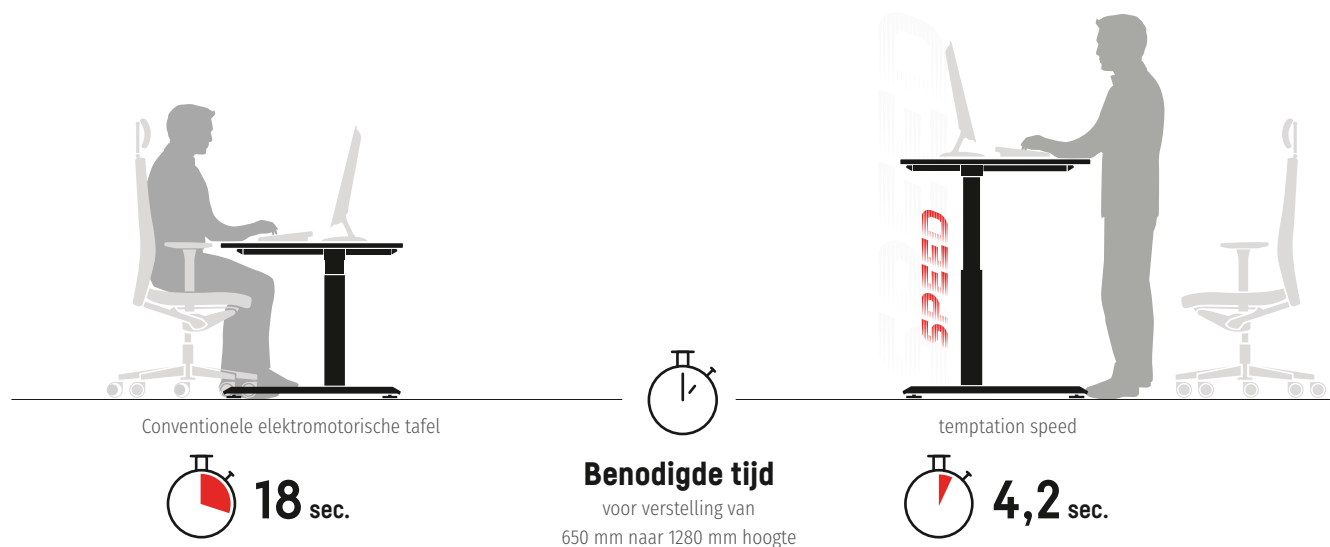 SPEED
Conventionele elektromotorische tafel
18 sec.
Benodigde tijd
voor verstelling van
650 mm naar 1280 mm hoogte
temptation speed
4,2 sec.